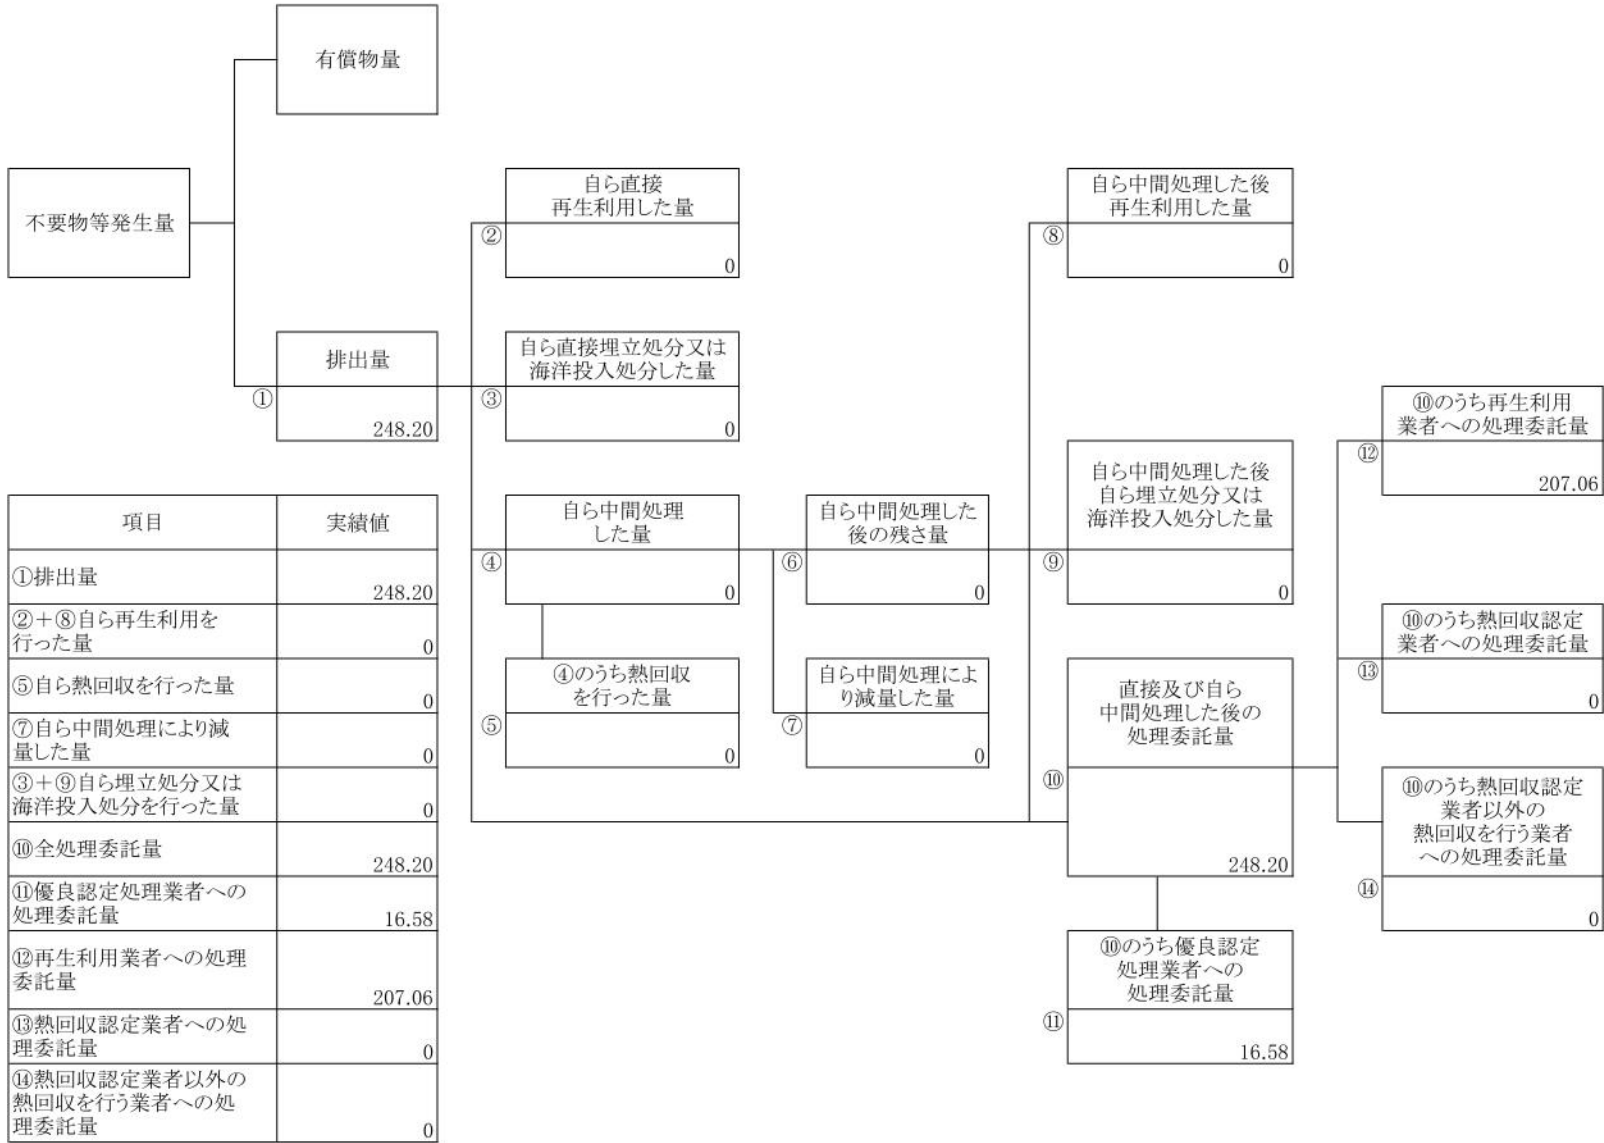 有償物量
不要物等発生量
排出量
①
248.20
自ら直接
再生利用した量
②
0
自ら直接埋立処分又は
海洋投入処分した量
③
0
自ら中間処理
した量
④
0
④のうち熱回収
を行った量
⑤
0
自ら中間処理した
後の残さ量
⑥
0
自ら中間処理によ
り減量した量
⑦
0
自ら中間処理した後
再生利用した量
⑧
0
自ら中間処理した後
自ら埋立処分又は
海洋投入処分した量
⑨
0
直接及び自ら
中間処理した後の
処理委託量
⑩
248.20
⑩のうち優良認定
処理業者への
処理委託量
⑪
16.58
⑩のうち再生利用
業者への処理委託量
⑫
207.06
⑩のうち熱回収認定
業者への処理委託量
⑬
0
⑩のうち熱回収認定
業者以外の
熱回収を行う業者
への処理委託量
⑭
0
項目
実績値
①排出量
248.20
②＋⑧自ら再生利用を
行った量
0
⑤自ら熱回収を行った量
0
⑦自ら中間処理により減
量した量
0
③＋⑨自ら埋立処分又は
海洋投入処分を行った量
0
⑩全処理委託量
248.20
⑪優良認定処理業者への
処理委託量
16.58
⑫再生利用業者への処理
委託量
207.06
⑬熱回収認定業者への処
理委託量
0
⑭熱回収認定業者以外の
熱回収を行う業者への処
理委託量
0